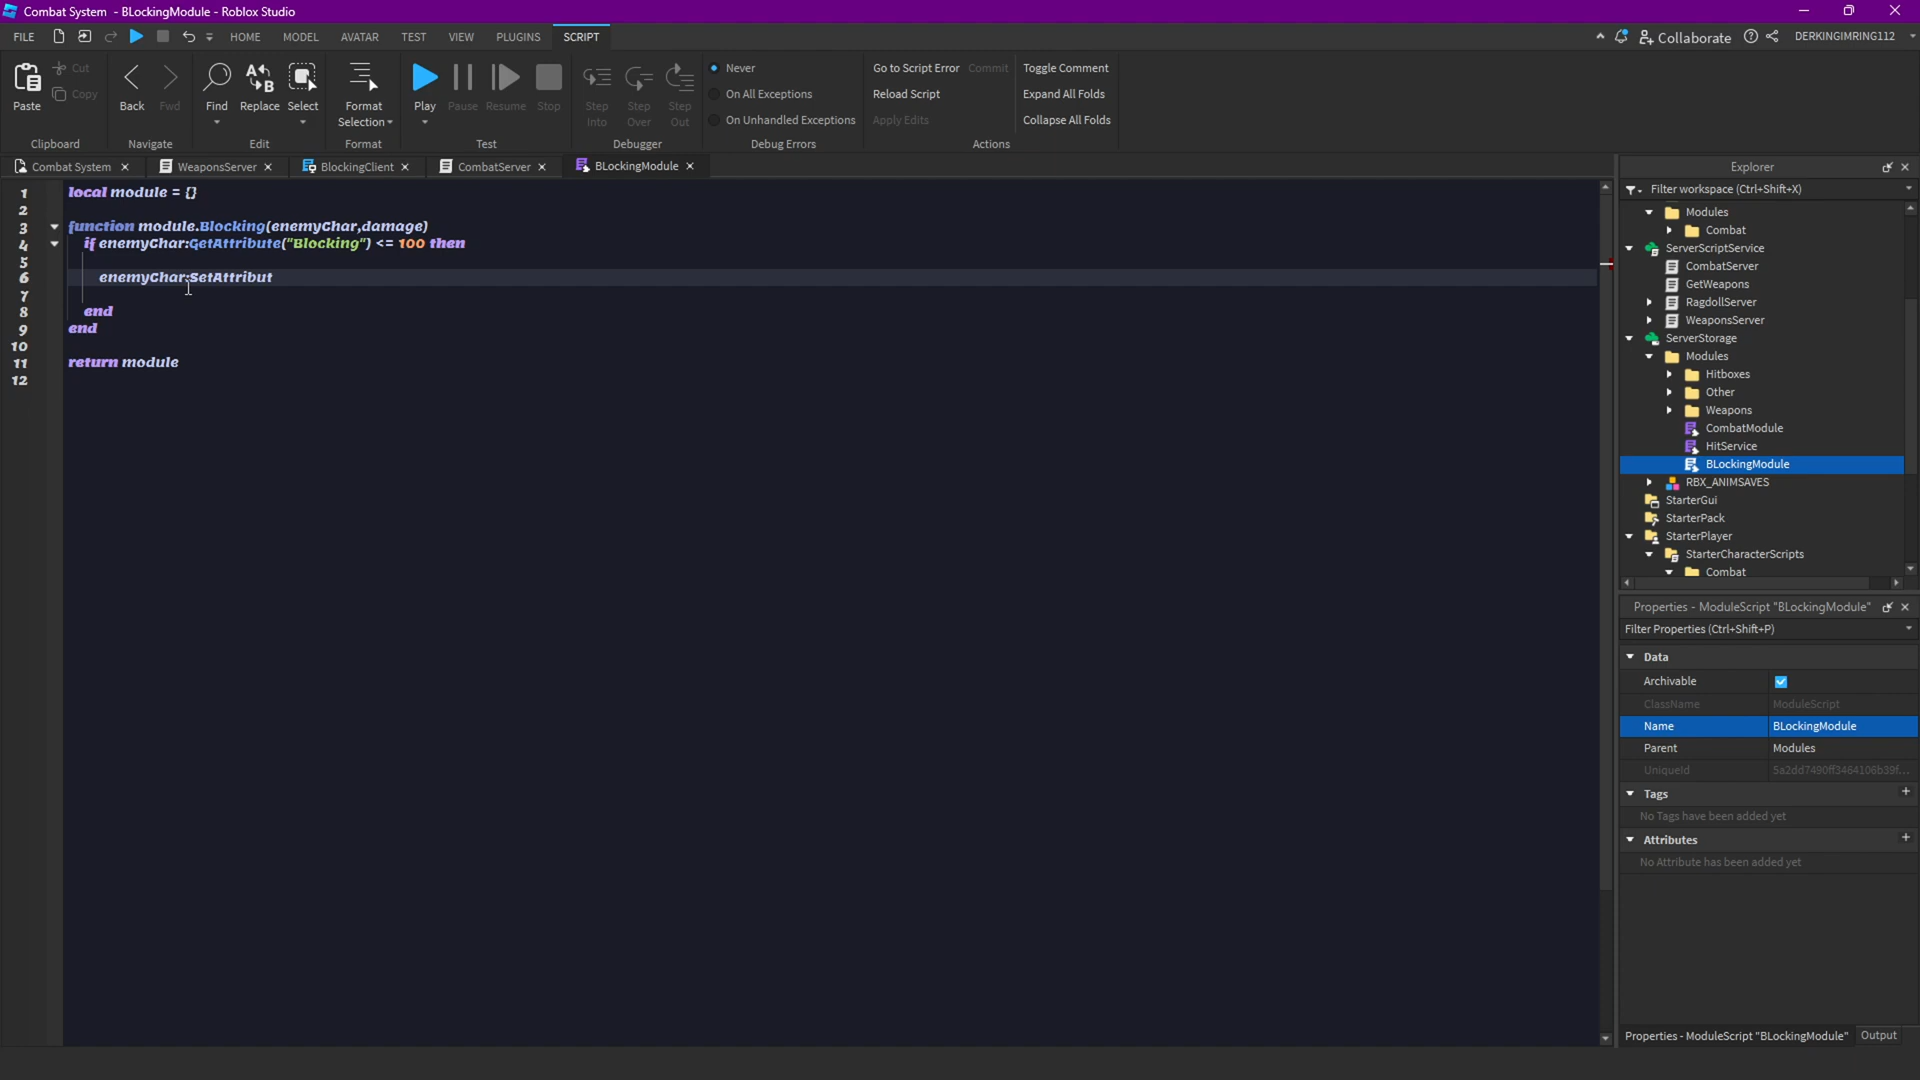 Combat System - BLockingModule - Roblox Studio
FILE HOME MODEL AVATAR TEST VIEW PLUGINS SCRIPT Collaborate DERKINGIMRING112
Paste Cut Copy Back Fwd Find Replace Select Format Selection Play Pause Resume Stop Step Into Step Over Step Out
Never Go to Script Error Commit Toggle Comment
On All Exceptions Reload Script Expand All Folds
On Unhandled Exceptions Apply Edits Collapse All Folds
Clipboard Navigate Edit Format Test Debugger Debug Errors Actions
Combat System WeaponsServer BlockingClient CombatServer BLockingModule
1 local module = {}
2
3 function module.Blocking(enemyChar,damage)
4 if enemyChar:GetAttribute("Blocking") <= 100 then
5
6 enemyChar:SetAttribut
7
8 end
9 end
10
11 return module
12
Explorer
Filter workspace (Ctrl+Shift+X)
Modules
Combat
ServerScriptService
CombatServer
GetWeapons
RagdollServer
WeaponsServer
ServerStorage
Modules
Hitboxes
Other
Weapons
CombatModule
HitService
BLockingModule
RBX_ANIMSAVES
StarterGui
StarterPack
StarterPlayer
StarterCharacterScripts
Combat
Properties - ModuleScript "BLockingModule"
Filter Properties (Ctrl+Shift+P)
Data
Archivable
ClassName ModuleScript
Name BLockingModule
Parent Modules
UniqueId 5a2dd7490ff3464106b39f...
Tags
No Tags have been added yet
Attributes
No Attribute has been added yet
Properties - ModuleScript "BLockingModule" Output